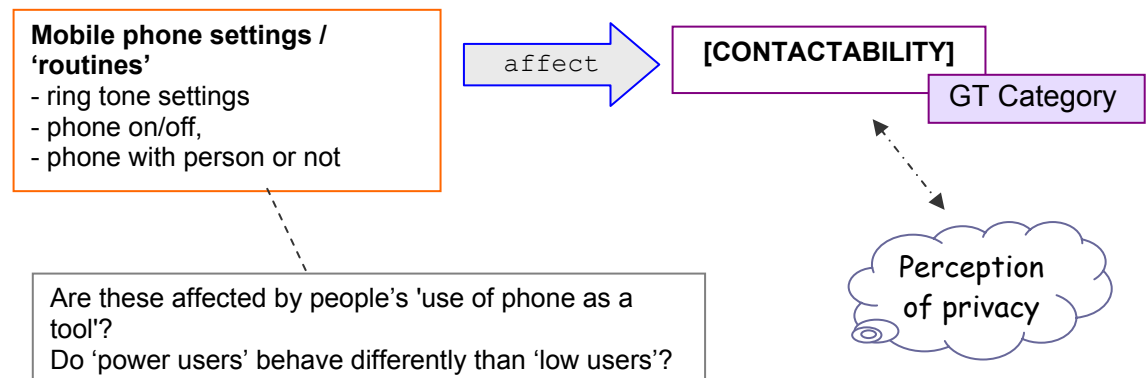 Mobile phone settings /
‘routines’
- ring tone settings
- phone on/off,
- phone with person or not
affect
[CONTACTABILITY]
GT Category
Perception
of privacy
Are these affected by people’s 'use of phone as a
tool'?
Do ‘power users’ behave differently than ‘low users’?